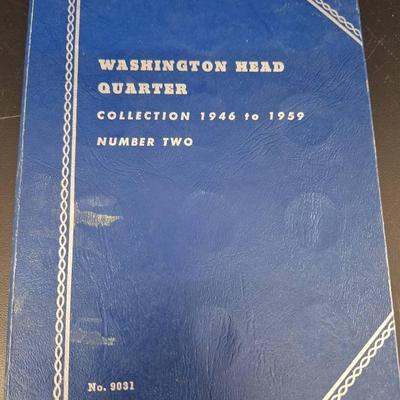 WASHINGTON HEAD
QUARTER
COLLECTION 1946 to 1959
NUMBER TWO
No. 9031